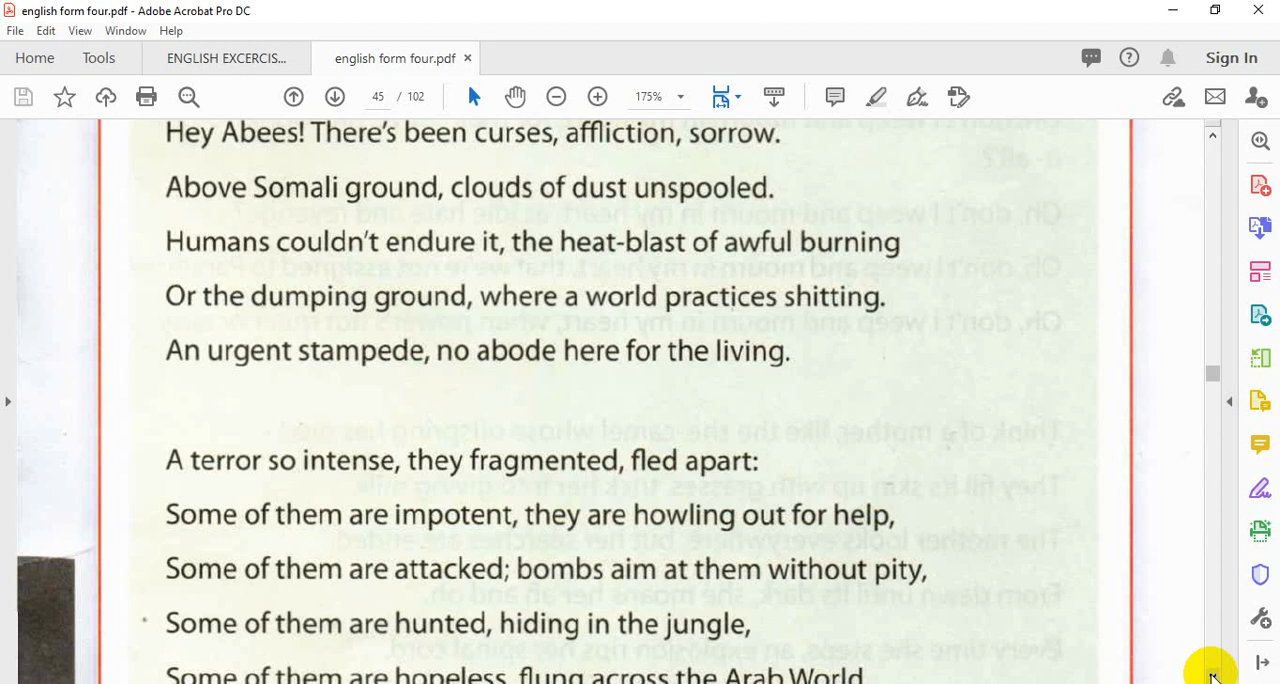 english form four.pdf - Adobe Acrobat Pro DC
File Edit View Window Help
Home Tools ENGLISH EXCERCIS... english form four.pdf ×
45 / 102 175% Sign In
Hey Abees! There's been curses, affliction, sorrow.
Above Somali ground, clouds of dust unspooled.
Humans couldn't endure it, the heat-blast of awful burning
Or the dumping ground, where a world practices shitting.
An urgent stampede, no abode here for the living.
A terror so intense, they fragmented, fled apart:
Some of them are impotent, they are howling out for help,
Some of them are attacked; bombs aim at them without pity,
Some of them are hunted, hiding in the jungle,
Some of them are hopeless, flung across the Arab World